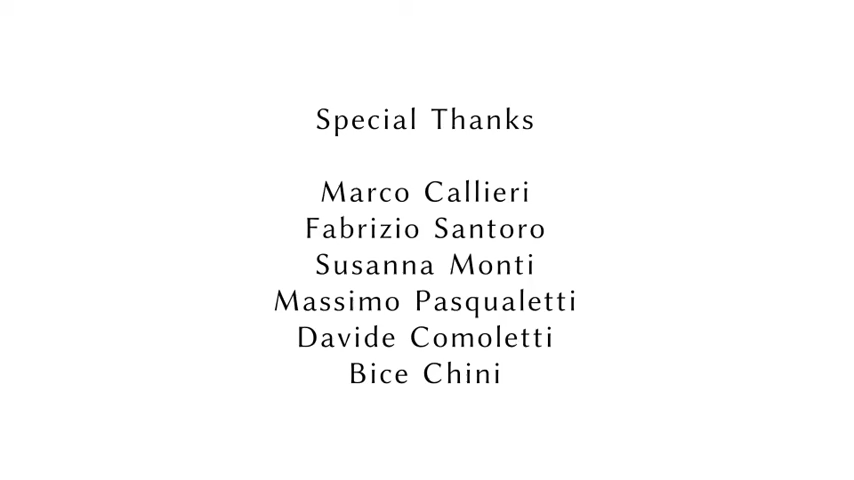 Special Thanks
Marco Callieri
Fabrizio Santoro
Susanna Monti
Massimo Pasqualetti
Davide Comoletti
Bice Chini